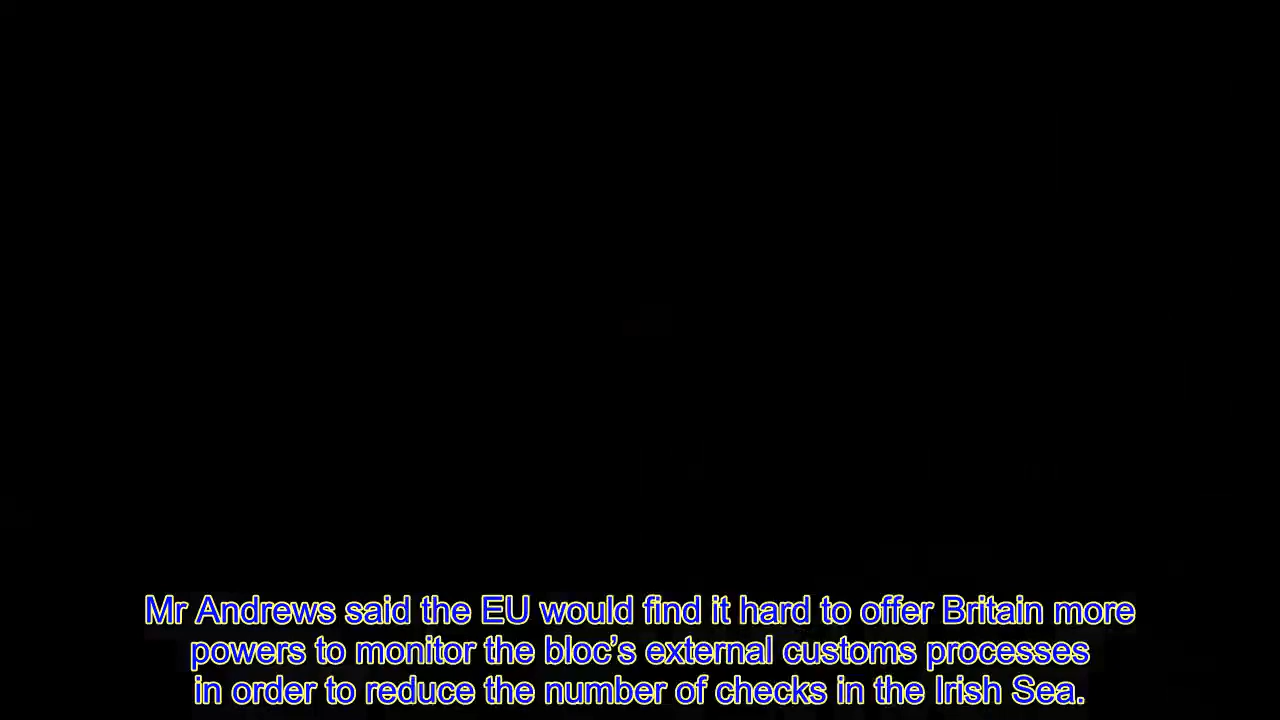 Mr Andrews said the EU would find it hard to offer Britain more
powers to monitor the bloc’s external customs processes
in order to reduce the number of checks in the Irish Sea.